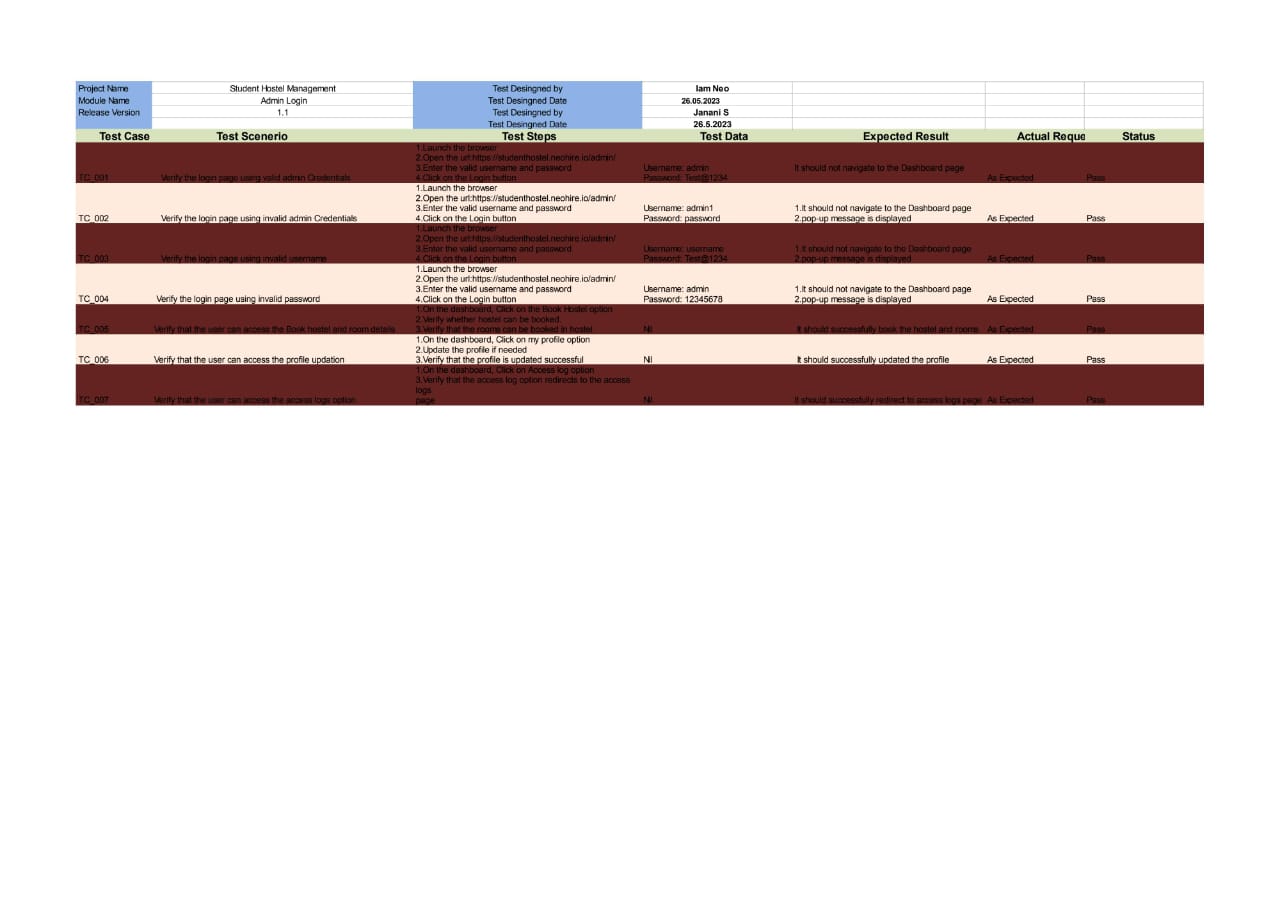 Project Name Student Hostel Management Test Desingned by Iam Neo
Module Name Admin Login Test Desingned Date 26.05.2023
Release Version 1.1 Test Desingned by Janani S
Test Desingned Date 26.5.2023
Test Case Test Scenerio Test Steps Test Data Expected Result Actual Reque Status
1.Launch the browser
2.Open the url:https://studenthostel.neohire.io/admin/
3.Enter the valid username and password Username: admin It should not navigate to the Dashboard page
TC_001 Verify the login page using valid admin Credentials 4.Click on the Login button Password: Test@1234 As Expected Pass
1.Launch the browser
2.Open the url:https://studenthostel.neohire.io/admin/
3.Enter the valid username and password Username: admin1 1.It should not navigate to the Dashboard page
TC_002 Verify the login page using invalid admin Credentials 4.Click on the Login button Password: password 2.pop-up message is displayed As Expected Pass
1.Launch the browser
2.Open the url:https://studenthostel.neohire.io/admin/
3.Enter the valid username and password Username: username 1.It should not navigate to the Dashboard page
TC_003 Verify the login page using invalid username 4.Click on the Login button Password: Test@1234 2.pop-up message is displayed As Expected Pass
1.Launch the browser
2.Open the url:https://studenthostel.neohire.io/admin/
3.Enter the valid username and password Username: admin 1.It should not navigate to the Dashboard page
TC_004 Verify the login page using invalid password 4.Click on the Login button Password: 12345678 2.pop-up message is displayed As Expected Pass
1.On the dashboard, Click on the Book Hostel option
2.Verify whether hostel can be booked.
TC_005 Verify that the user can access the Book hostel and room details 3.Verify that the rooms can be booked in hostel Nil It should successfully book the hostel and rooms As Expected Pass
1.On the dashboard, Click on my profile option
2.Update the profile if needed
TC_006 Verify that the user can access the profile updation 3.Verify that the profile is updated successful Nil It should successfully updated the profile As Expected Pass
1.On the dashboard, Click on Access log option
3.Verify that the access log option redirects to the access
logs
TC_007 Verify that the user can access the access logs option page Nil It should successfully redirect to access logs page As Expected Pass